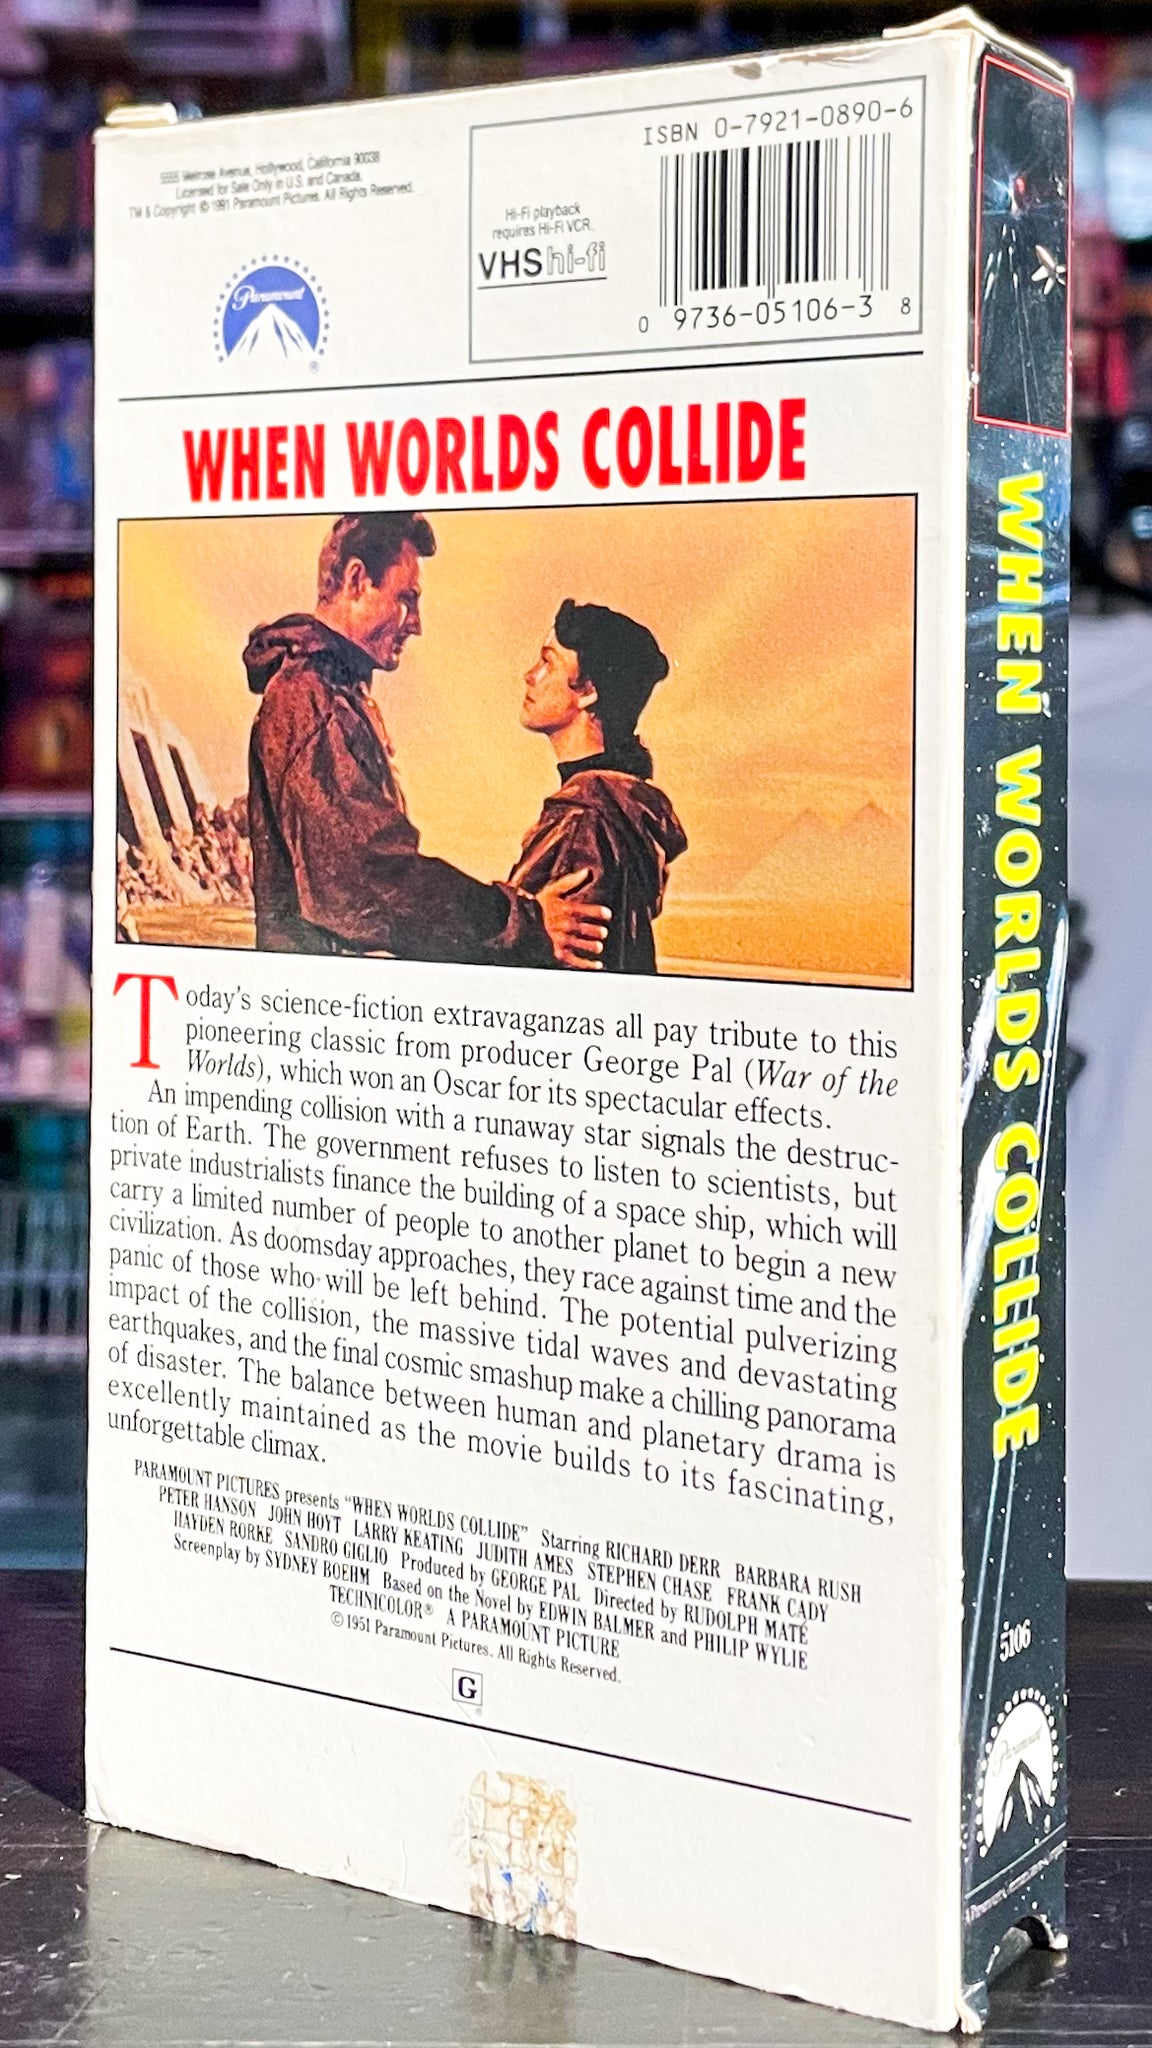 5555 Melrose Avenue, Hollywood, California 90038
Licensed for Sale Only in U.S. and Canada.
TM & Copyright © 1991 Paramount Pictures. All Rights Reserved.
Paramount
®
ISBN 0-7921-0890-6
Hi-Fi playback
requires Hi-Fi VCR.
VHS hi-fi
0 9736-05106-3 8
WHEN WORLDS COLLIDE
Today's science-fiction extravaganzas all pay tribute to this
pioneering classic from producer George Pal (War of the
Worlds), which won an Oscar for its spectacular effects.
An impending collision with a runaway star signals the destruc-
tion of Earth. The government refuses to listen to scientists, but
private industrialists finance the building of a space ship, which will
carry a limited number of people to another planet to begin a new
civilization. As doomsday approaches, they race against time and the
panic of those who will be left behind. The potential pulverizing
impact of the collision, the massive tidal waves and devastating
earthquakes, and the final cosmic smashup make a chilling panorama
of disaster. The balance between human and planetary drama is
excellently maintained as the movie builds to its fascinating,
unforgettable climax.
PARAMOUNT PICTURES presents "WHEN WORLDS COLLIDE" Starring RICHARD DERR BARBARA RUSH
PETER HANSON JOHN HOYT LARRY KEATING JUDITH AMES STEPHEN CHASE FRANK CADY
HAYDEN RORKE SANDRO GIGLIO Produced by GEORGE PAL Directed by RUDOLPH MATÉ
Screenplay by SYDNEY BOEHM Based on the Novel by EDWIN BALMER and PHILIP WYLIE
TECHNICOLOR® A PARAMOUNT PICTURE
©1951 Paramount Pictures. All Rights Reserved.
G
®
WHEN WORLDS COLLIDE
5106
Paramount